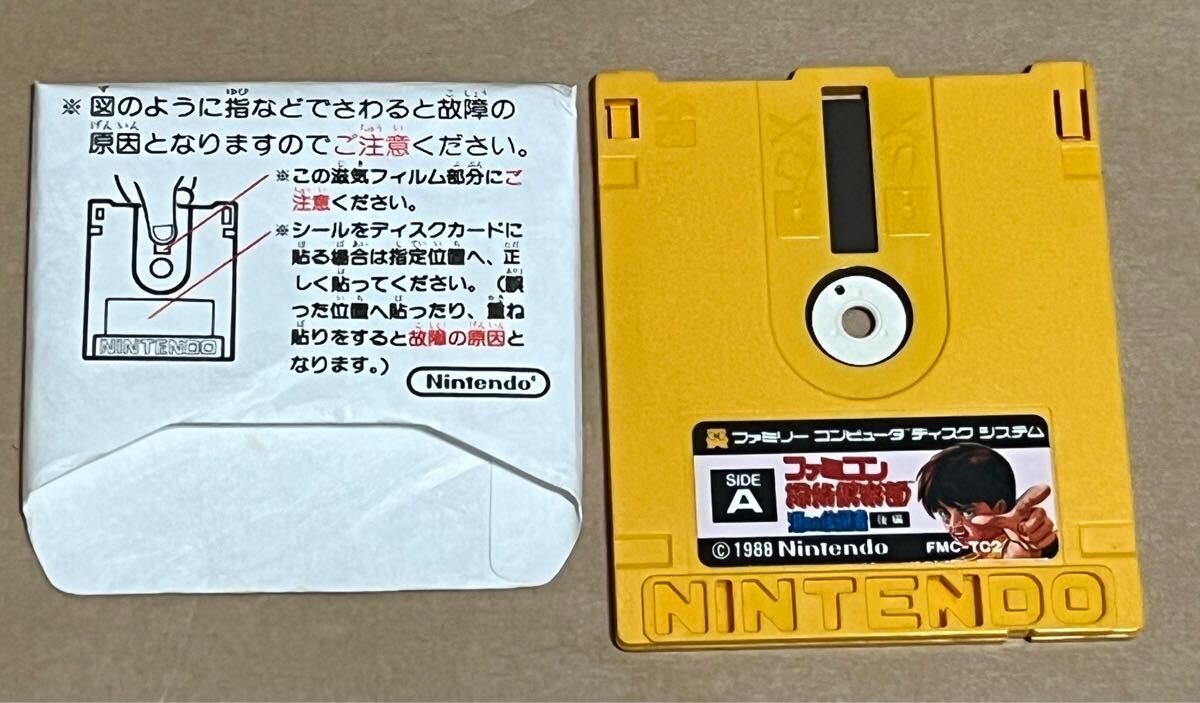 ※図のように指などでさわると故障の
原因となりますのでご注意ください。
※この滋気フィルム部分にご
注意ください。
※シールをディスクカードに
貼る場合は指定位置へ、正
しく貼ってください。(誤
った位置へ貼ったり、重ね
貼りをすると故障の原因と
なります。)
NINTENDO
Nintendo
ファミリー コンピュータ ディスク システム
SIDE
A
ファミコン
探偵倶楽部
後編
©1988 Nintendo FMC-TC2
NINTENDO